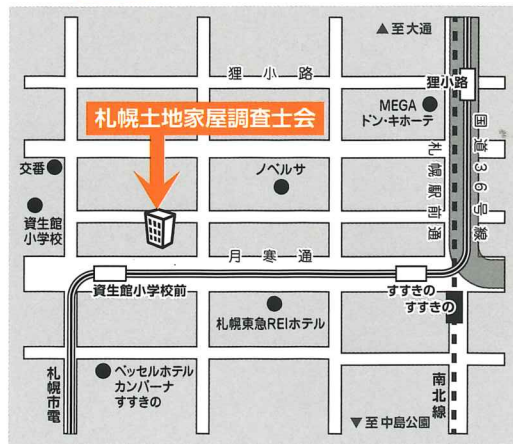 ▲至大通
狸小路
狸小路
MEGA
ドン・キホーテ
札幌土地家屋調査士会
国道36号線
札幌駅前通
交番
ノベルサ
資生館
小学校
月寒通
資生館小学校前
すすきの
すすきの
札幌東急REIホテル
札幌市電
ベッセルホテル
カンパーナ
すすきの
南北線
▼至中島公園